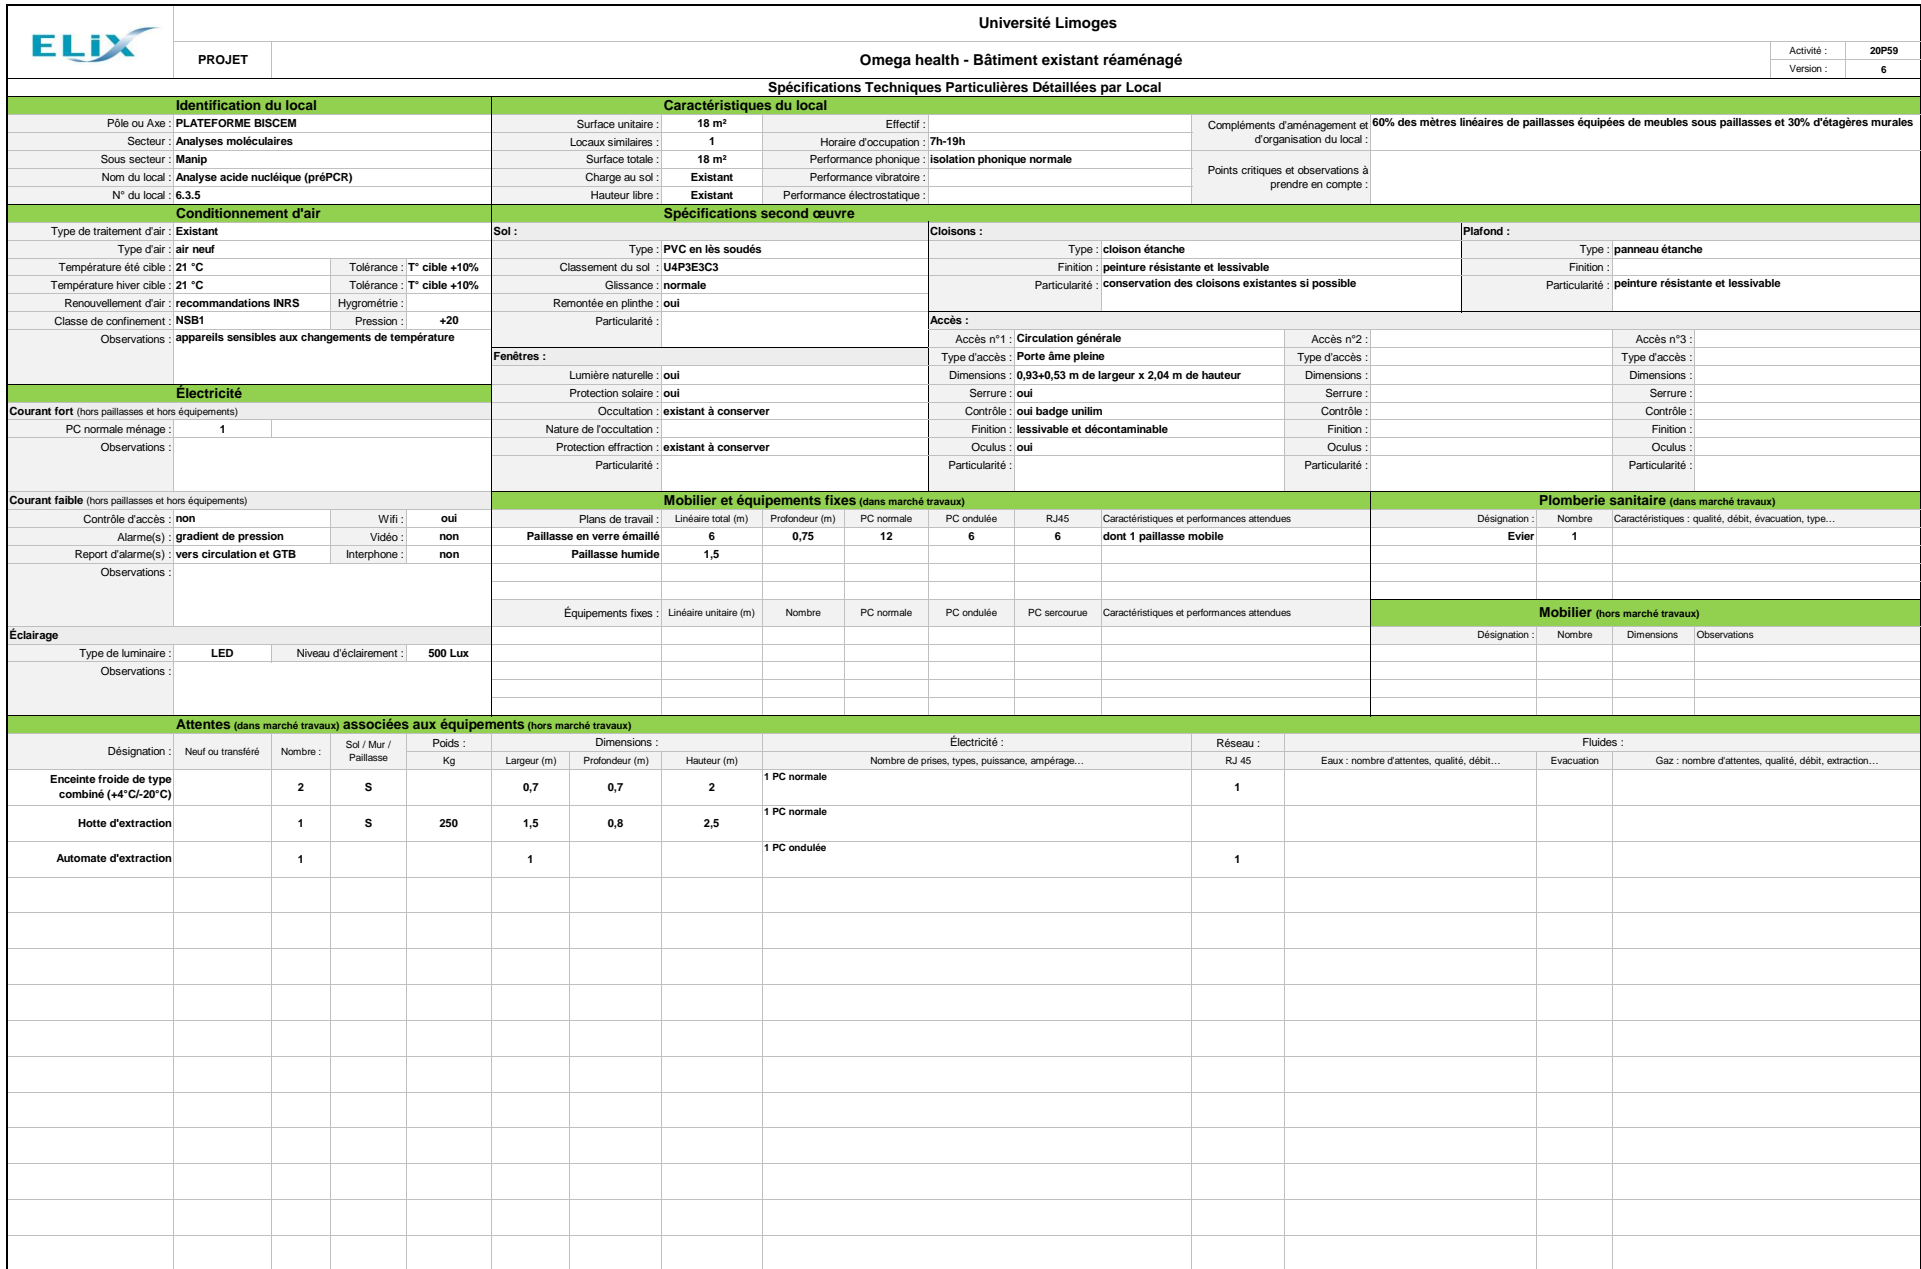 ELiX
Université Limoges
PROJET
Omega health - Bâtiment existant réaménagé
Activité : 20P59
Version : 6
Spécifications Techniques Particulières Détaillées par Local
Identification du local
Pôle ou Axe : PLATEFORME BISCEM
Secteur : Analyses moléculaires
Sous secteur : Manip
Nom du local : Analyse acide nucléique (préPCR)
N° du local : 6.3.5
Caractéristiques du local
Surface unitaire : 18 m² Effectif :
Locaux similaires : 1 Horaire d'occupation : 7h-19h
Surface totale : 18 m² Performance phonique : isolation phonique normale
Charge au sol : Existant Performance vibratoire :
Hauteur libre : Existant Performance électrostatique :
Compléments d'aménagement et d'organisation du local : 60% des mètres linéaires de paillasses équipées de meubles sous paillasses et 30% d'étagères murales
Points critiques et observations à prendre en compte :
Conditionnement d'air
Type de traitement d'air : Existant
Type d'air : air neuf
Température été cible : 21 °C Tolérance : T° cible +10%
Température hiver cible : 21 °C Tolérance : T° cible +10%
Renouvellement d'air : recommandations INRS Hygrométrie :
Classe de confinement : NSB1 Pression : +20
Observations : appareils sensibles aux changements de température
Spécifications second œuvre
Sol :
Type : PVC en lès soudés
Classement du sol : U4P3E3C3
Glissance : normale
Remontée en plinthe : oui
Particularité :
Cloisons :
Type : cloison étanche
Finition : peinture résistante et lessivable
Particularité : conservation des cloisons existantes si possible
Plafond :
Type : panneau étanche
Finition :
Particularité : peinture résistante et lessivable
Fenêtres :
Lumière naturelle : oui
Protection solaire : oui
Occultation : existant à conserver
Nature de l'occultation :
Protection effraction : existant à conserver
Particularité :
Accès :
Accès n°1 : Circulation générale Accès n°2 : Accès n°3 :
Type d'accès : Porte âme pleine Type d'accès : Type d'accès :
Dimensions : 0,93+0,53 m de largeur x 2,04 m de hauteur Dimensions : Dimensions :
Serrure : oui Serrure : Serrure :
Contrôle : oui badge unilim Contrôle : Contrôle :
Finition : lessivable et décontaminable Finition : Finition :
Oculus : oui Oculus : Oculus :
Particularité : Particularité : Particularité :
Électricité
Courant fort (hors paillasses et hors équipements)
PC normale ménage : 1
Observations :
Courant faible (hors paillasses et hors équipements)
Contrôle d'accès : non Wifi : oui
Alarme(s) : gradient de pression Vidéo : non
Report d'alarme(s) : vers circulation et GTB Interphone : non
Observations :
Éclairage
Type de luminaire : LED Niveau d'éclairement : 500 Lux
Observations :
Mobilier et équipements fixes (dans marché travaux)
Plans de travail : Linéaire total (m) Profondeur (m) PC normale PC ondulée RJ45 Caractéristiques et performances attendues
Paillasse en verre émaillé 6 0,75 12 6 6 dont 1 paillasse mobile
Paillasse humide 1,5
Équipements fixes : Linéaire unitaire (m) Nombre PC normale PC ondulée PC sercourue Caractéristiques et performances attendues
Plomberie sanitaire (dans marché travaux)
Désignation : Nombre Caractéristiques : qualité, débit, évacuation, type...
Evier 1
Mobilier (hors marché travaux)
Désignation : Nombre Dimensions Observations
Attentes (dans marché travaux) associées aux équipements (hors marché travaux)
Désignation : Neuf ou transféré Nombre : Sol / Mur / Paillasse Poids : Dimensions : Électricité : Réseau : Fluides :
Kg Largeur (m) Profondeur (m) Hauteur (m) Nombre de prises, types, puissance, ampérage... RJ 45 Eaux : nombre d'attentes, qualité, débit... Evacuation Gaz : nombre d'attentes, qualité, débit, extraction...
Enceinte froide de type combiné (+4°C/-20°C) 2 S 0,7 0,7 2 1 PC normale 1
Hotte d'extraction 1 S 250 1,5 0,8 2,5 1 PC normale
Automate d'extraction 1 1 1 PC ondulée 1